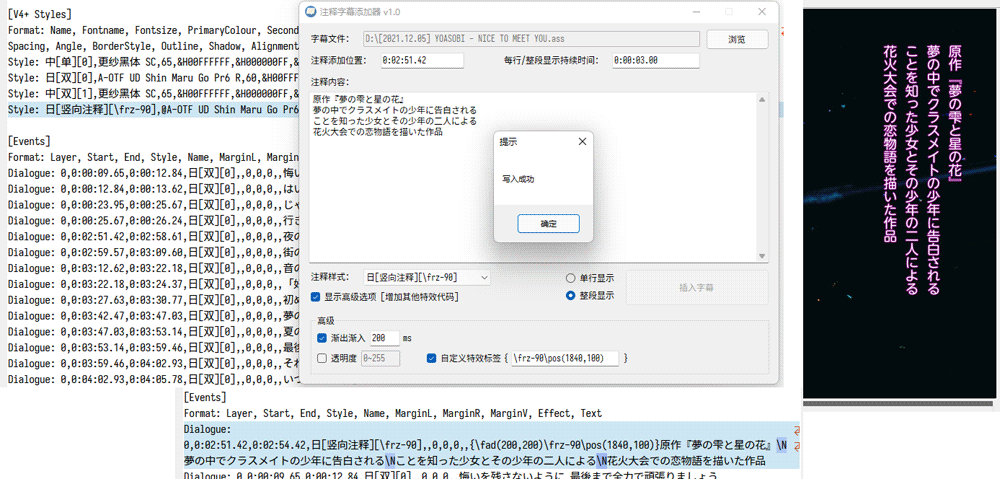 [V4+ Styles]
Format: Name, Fontname, Fontsize, PrimaryColour, Second
Spacing, Angle, BorderStyle, Outline, Shadow, Alignment
Style: 中[单][0],更纱黑体 SC,65,&H00FFFFFF,&H000000FF,&H
Style: 日[双][0],A-OTF UD Shin Maru Go Pr6 R,60,&H00FFF
Style: 中[双][1],更纱黑体 SC,65,&H00FFFFFF,&H000000FF,&H
Style: 日[竖向注释][\frz-90],@A-OTF UD Shin Maru Go Pr6
[Events]
Format: Layer, Start, End, Style, Name, MarginL, Margin
Dialogue: 0,0:00:09.65,0:00:12.84,日[双][0],,0,0,0,,悔い
Dialogue: 0,0:00:12.84,0:00:13.62,日[双][0],,0,0,0,,はい
Dialogue: 0,0:00:23.95,0:00:25.67,日[双][0],,0,0,0,,じゃ
Dialogue: 0,0:00:25.67,0:00:26.24,日[双][0],,0,0,0,,行き
Dialogue: 0,0:02:51.42,0:02:58.61,日[双][0],,0,0,0,,夜の
Dialogue: 0,0:02:59.57,0:03:09.60,日[双][0],,0,0,0,,街の
Dialogue: 0,0:03:12.62,0:03:22.18,日[双][0],,0,0,0,,音の
Dialogue: 0,0:03:22.18,0:03:24.37,日[双][0],,0,0,0,,「好
Dialogue: 0,0:03:27.63,0:03:30.77,日[双][0],,0,0,0,,初め
Dialogue: 0,0:03:42.47,0:03:47.03,日[双][0],,0,0,0,,夢の
Dialogue: 0,0:03:47.03,0:03:53.14,日[双][0],,0,0,0,,夏の
Dialogue: 0,0:03:53.14,0:03:59.46,日[双][0],,0,0,0,,最後
Dialogue: 0,0:03:59.46,0:04:02.93,日[双][0],,0,0,0,,それ
Dialogue: 0,0:04:02.93,0:04:05.78,日[双][0],,0,0,0,,いつ
注释字幕添加器 v1.0
字幕文件: D:\[2021.12.05] YOASOBI - NICE TO MEET YOU.ass 浏览
注释添加位置: 0:02:51.42 每行/整段显示持续时间: 0:00:03.00
注释内容:
原作『夢の雫と星の花』
夢の中でクラスメイトの少年に告白される
ことを知った少女とその少年の二人による
花火大会での恋物語を描いた作品
提示
写入成功
确定
注释样式: 日[竖向注释][\frz-90] 单行显示
显示高级选项 [增加其他特效代码] 整段显示
插入字幕
高级
渐出渐入 200 ms
透明度 0-255 自定义特效标签 { \frz-90\pos(1840,100) }
原作『夢の雫と星の花』
夢の中でクラスメイトの少年に告白される
ことを知った少女とその少年の二人による
花火大会での恋物語を描いた作品
[Events]
Format: Layer, Start, End, Style, Name, MarginL, MarginR, MarginV, Effect, Text
Dialogue:
0,0:02:51.42,0:02:54.42,日[竖向注释][\frz-90],,0,0,0,,{\fad(200,200)\frz-90\pos(1840,100)}原作『夢の雫と星の花』\N
夢の中でクラスメイトの少年に告白される\Nことを知った少女とその少年の二人による\N花火大会での恋物語を描いた作品
Dialogue: 0,0:00:09.65,0:00:12.84,日[双][0],,0,0,0,,悔いを残さないように 最後まで全力で頑張りましょう